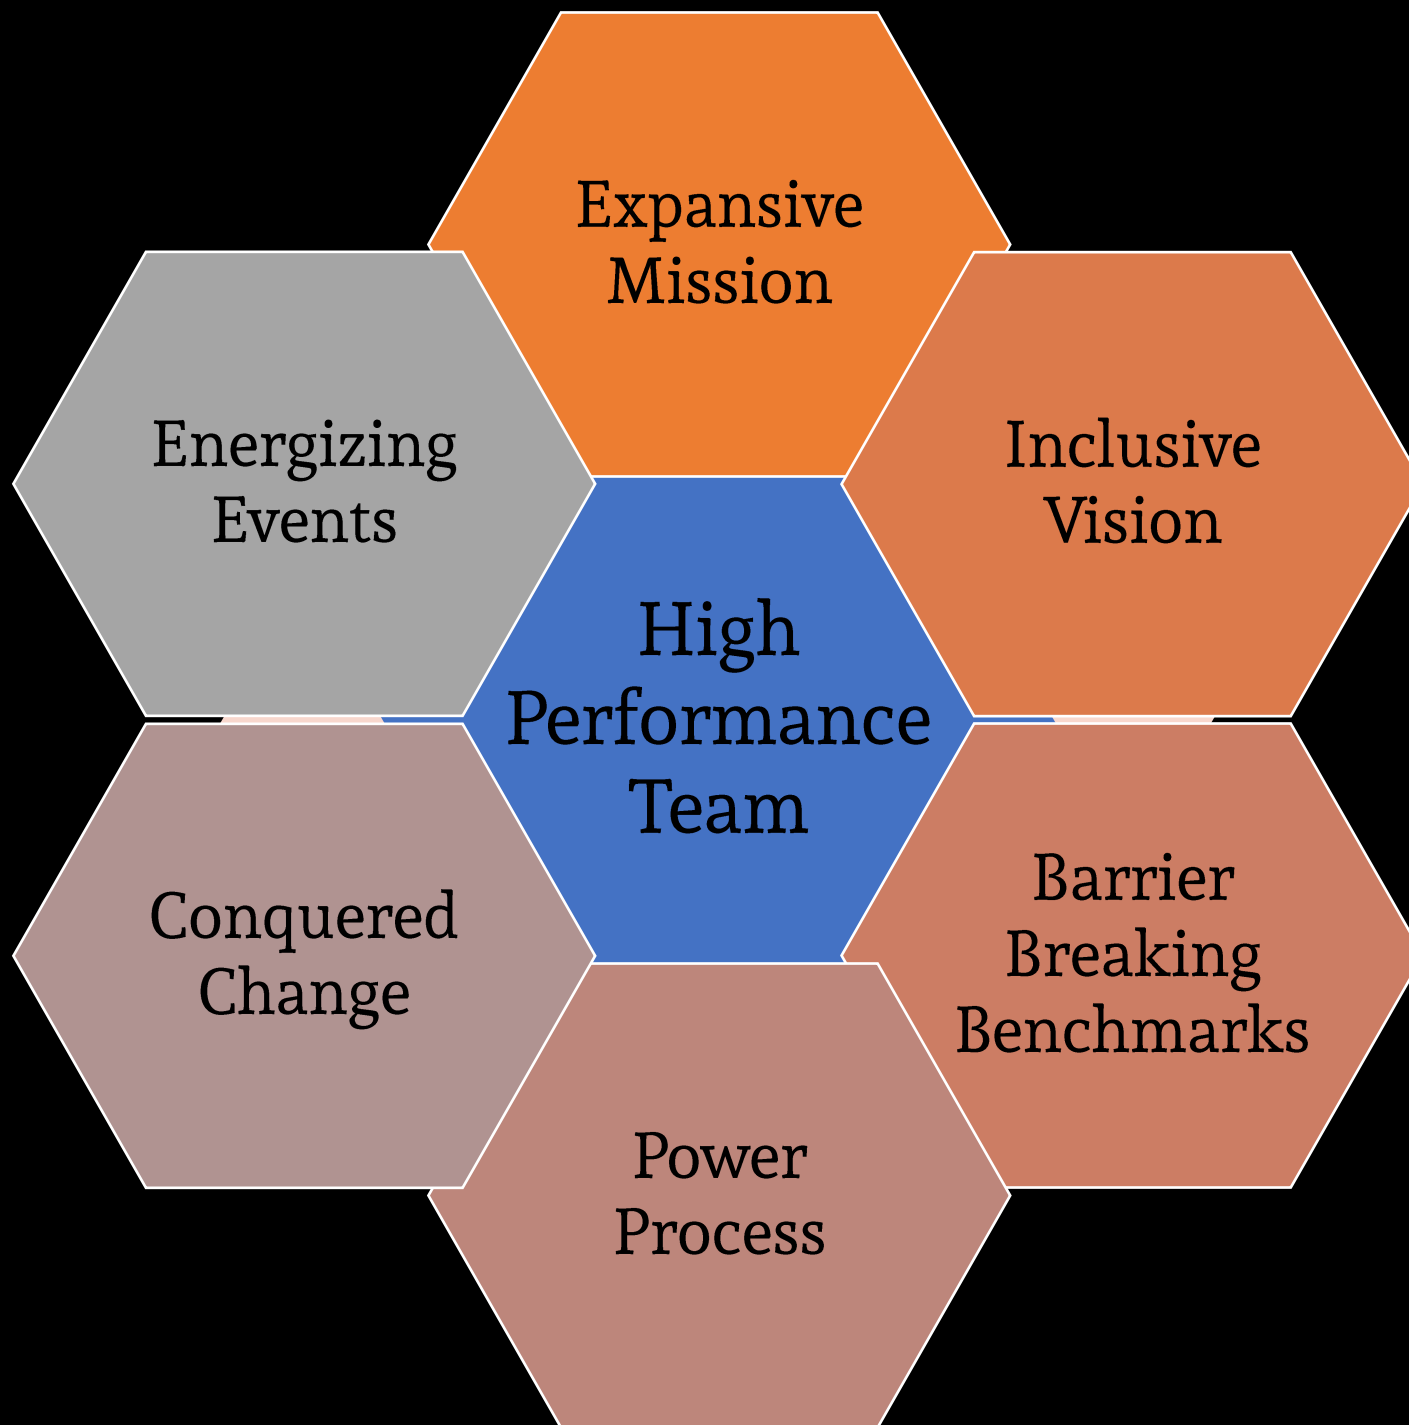 Expansive
Mission
Inclusive
Vision
Barrier
Breaking
Benchmarks
Power
Process
Conquered
Change
Energizing
Events
High
Performance
Team